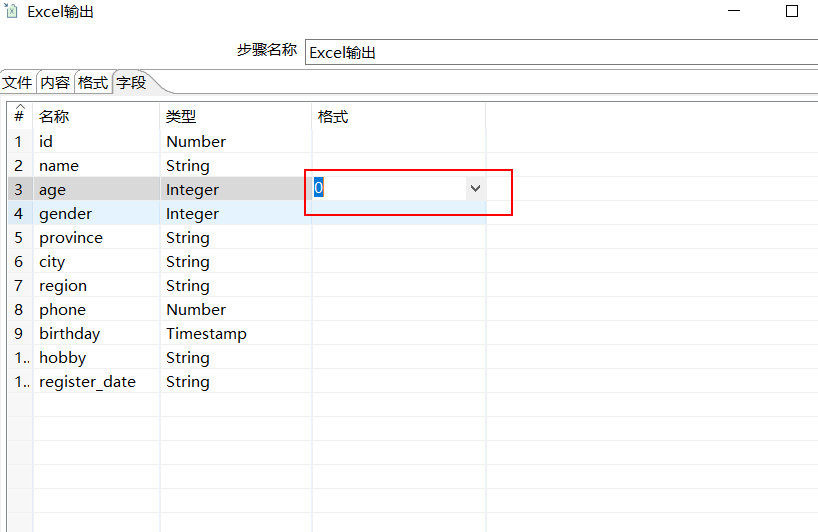 Excel输出
步骤名称 Excel输出
文件 内容 格式 字段
# 名称 类型 格式
1 id Number
2 name String
3 age Integer 0
4 gender Integer
5 province String
6 city String
7 region String
8 phone Number
9 birthday Timestamp
1.. hobby String
1.. register_date String